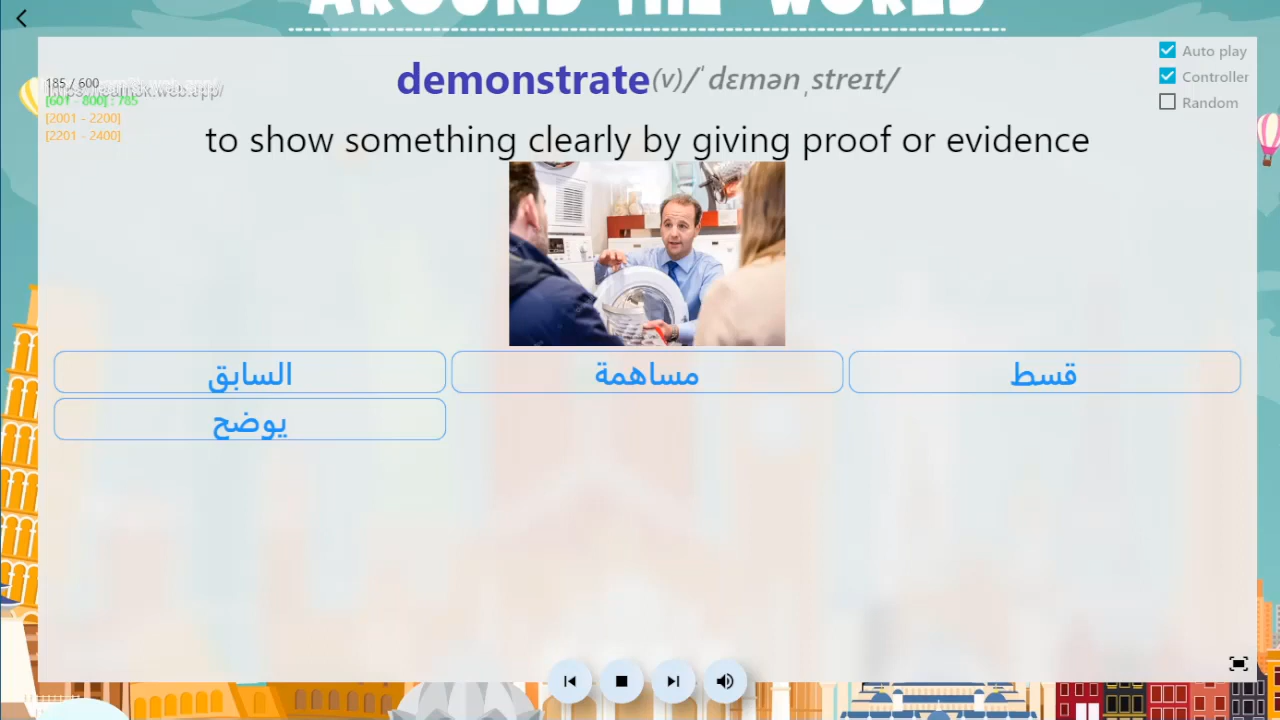 AROUND THE WORLD
185 / 600
[601 - 800] : 785
[2001 - 2200]
[2201 - 2400]
demonstrate(v)/ˈdɛmənˌstreɪt/
to show something clearly by giving proof or evidence
Auto play
Controller
Random
السابق
مساهمة
قسط
يوضح